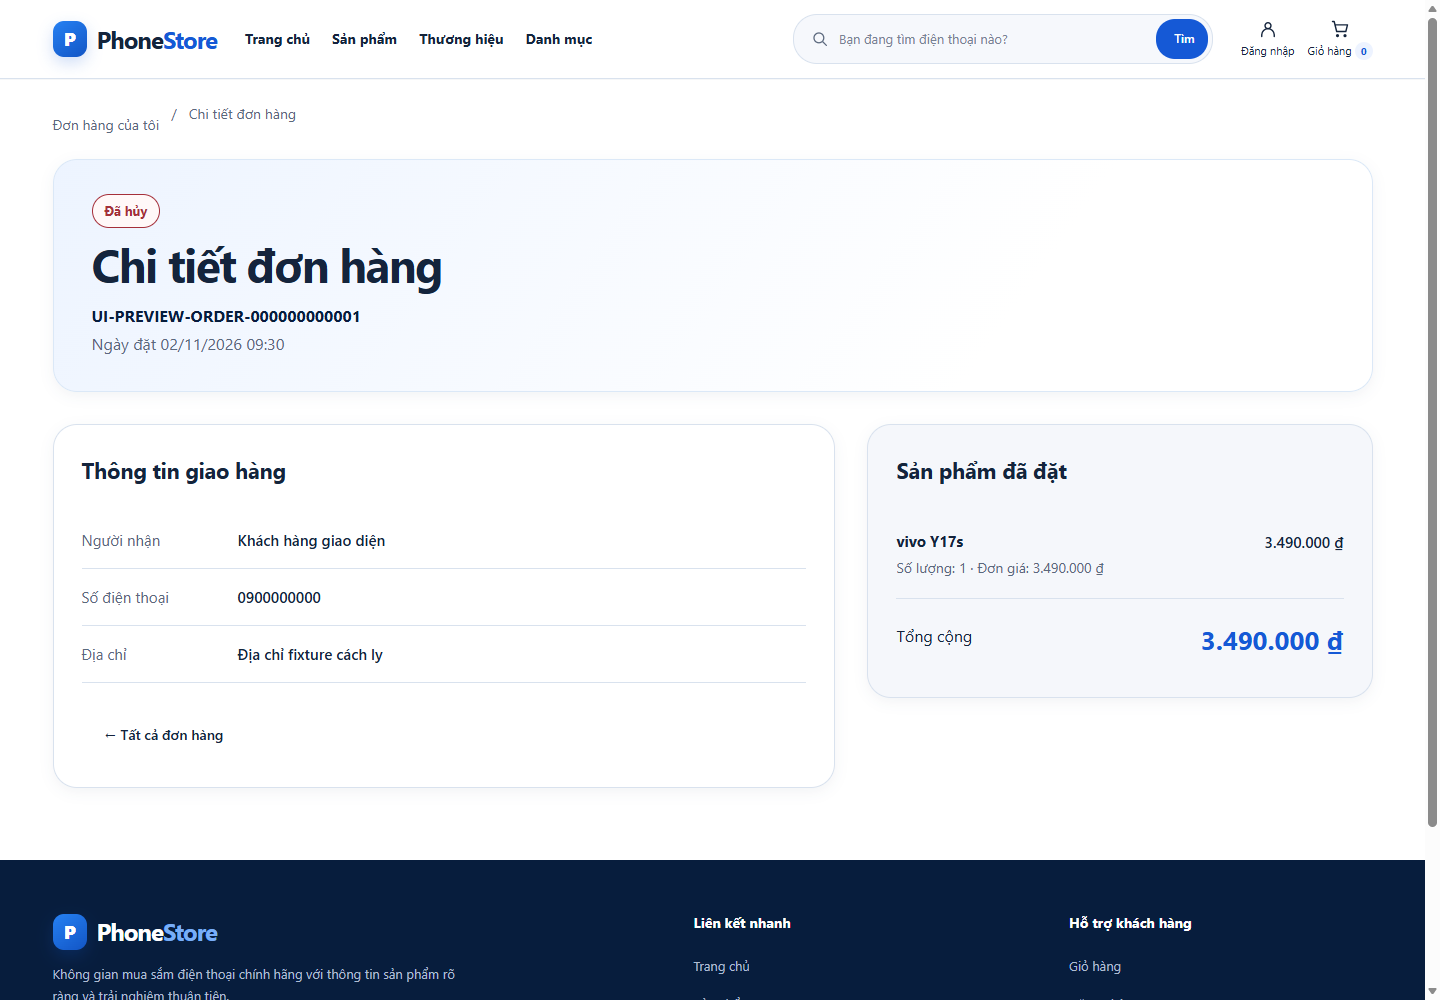 P PhoneStore
Trang chủ Sản phẩm Thương hiệu Danh mục
Bạn đang tìm điện thoại nào?
Tìm
Đăng nhập
Giỏ hàng 0
Đơn hàng của tôi / Chi tiết đơn hàng
Đã hủy
Chi tiết đơn hàng
UI-PREVIEW-ORDER-000000000001
Ngày đặt 02/11/2026 09:30
Thông tin giao hàng
Người nhận Khách hàng giao diện
Số điện thoại 0900000000
Địa chỉ Địa chỉ fixture cách ly
← Tất cả đơn hàng
Sản phẩm đã đặt
vivo Y17s 3.490.000 ₫
Số lượng: 1 · Đơn giá: 3.490.000 ₫
Tổng cộng 3.490.000 ₫
P PhoneStore
Không gian mua sắm điện thoại chính hãng với thông tin sản phẩm rõ
ràng và trải nghiệm thuận tiện.
Liên kết nhanh
Trang chủ
Hỗ trợ khách hàng
Giỏ hàng